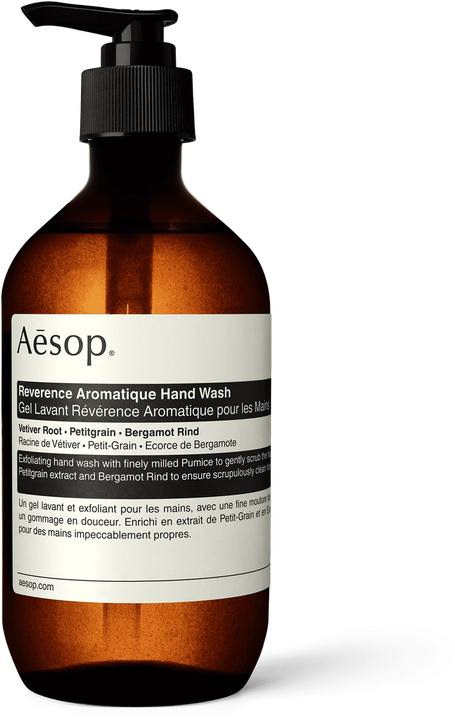 Aēsop®
Reverence Aromatique Hand Wash
Gel Lavant Révérence Aromatique pour les Mains
Vetiver Root • Petitgrain • Bergamot Rind
Racine de Vétiver • Petit-Grain • Ecorce de Bergamote
Exfoliating hand wash with finely milled Pumice to gently scrub the
Petitgrain extract and Bergamot Rind to ensure scrupulously clean
Un gel lavant et exfoliant pour les mains, avec une fine mouture
un gommage en douceur. Enrichi en extrait de Petit-Grain et en
pour des mains impeccablement propres.
aesop.com